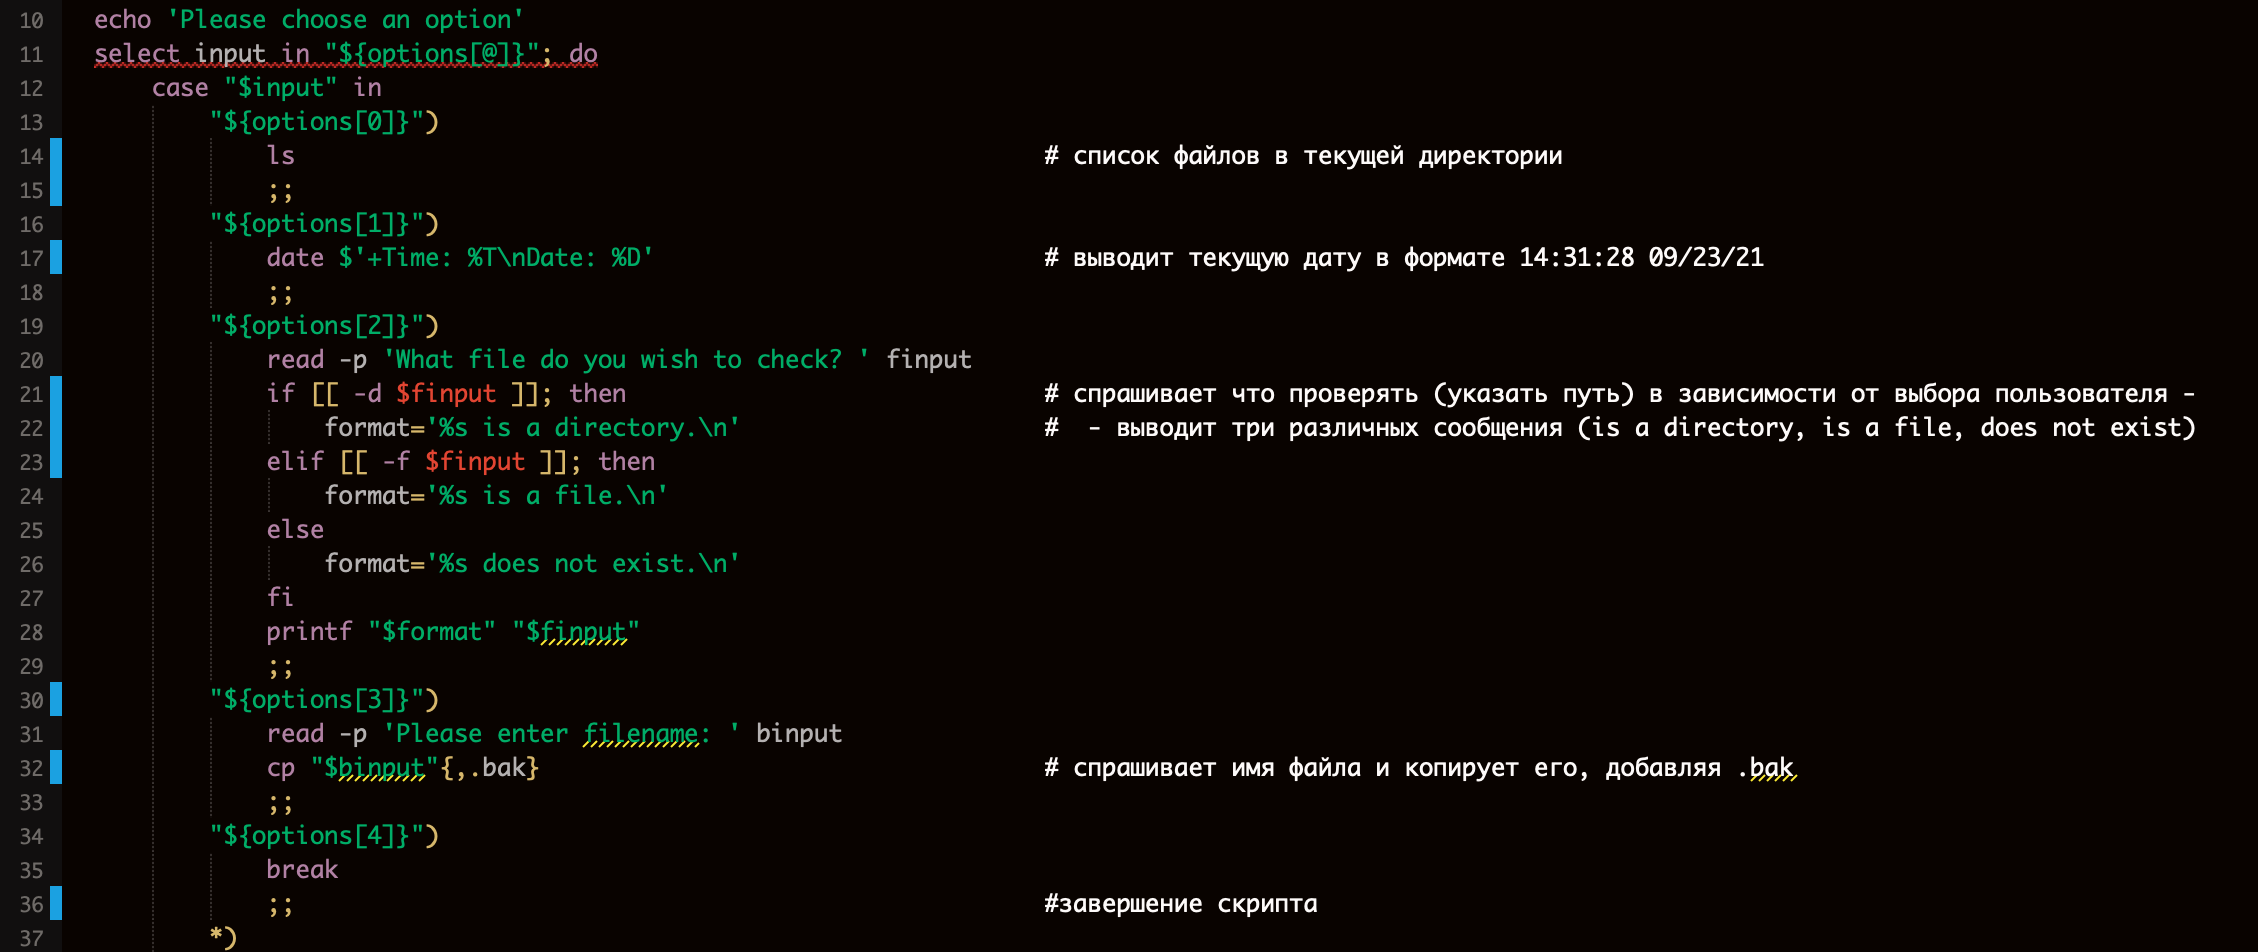 10 echo 'Please choose an option'
11 select input in "${options[@]}"; do
12 case "$input" in
13 "${options[0]}")
14 ls # список файлов в текущей директории
15 ;;
16 "${options[1]}")
17 date $'+Time: %T\nDate: %D' # выводит текущую дату в формате 14:31:28 09/23/21
18 ;;
19 "${options[2]}")
20 read -p 'What file do you wish to check? ' finput
21 if [[ -d $finput ]]; then # спрашивает что проверять (указать путь) в зависимости от выбора пользователя -
22 format='%s is a directory.\n' #  - выводит три различных сообщения (is a directory, is a file, does not exist)
23 elif [[ -f $finput ]]; then
24 format='%s is a file.\n'
25 else
26 format='%s does not exist.\n'
27 fi
28 printf "$format" "$finput"
29 ;;
30 "${options[3]}")
31 read -p 'Please enter filename: ' binput
32 cp "$binput"{,.bak} # спрашивает имя файла и копирует его, добавляя .bak
33 ;;
34 "${options[4]}")
35 break
36 ;; #завершение скрипта
37 *)